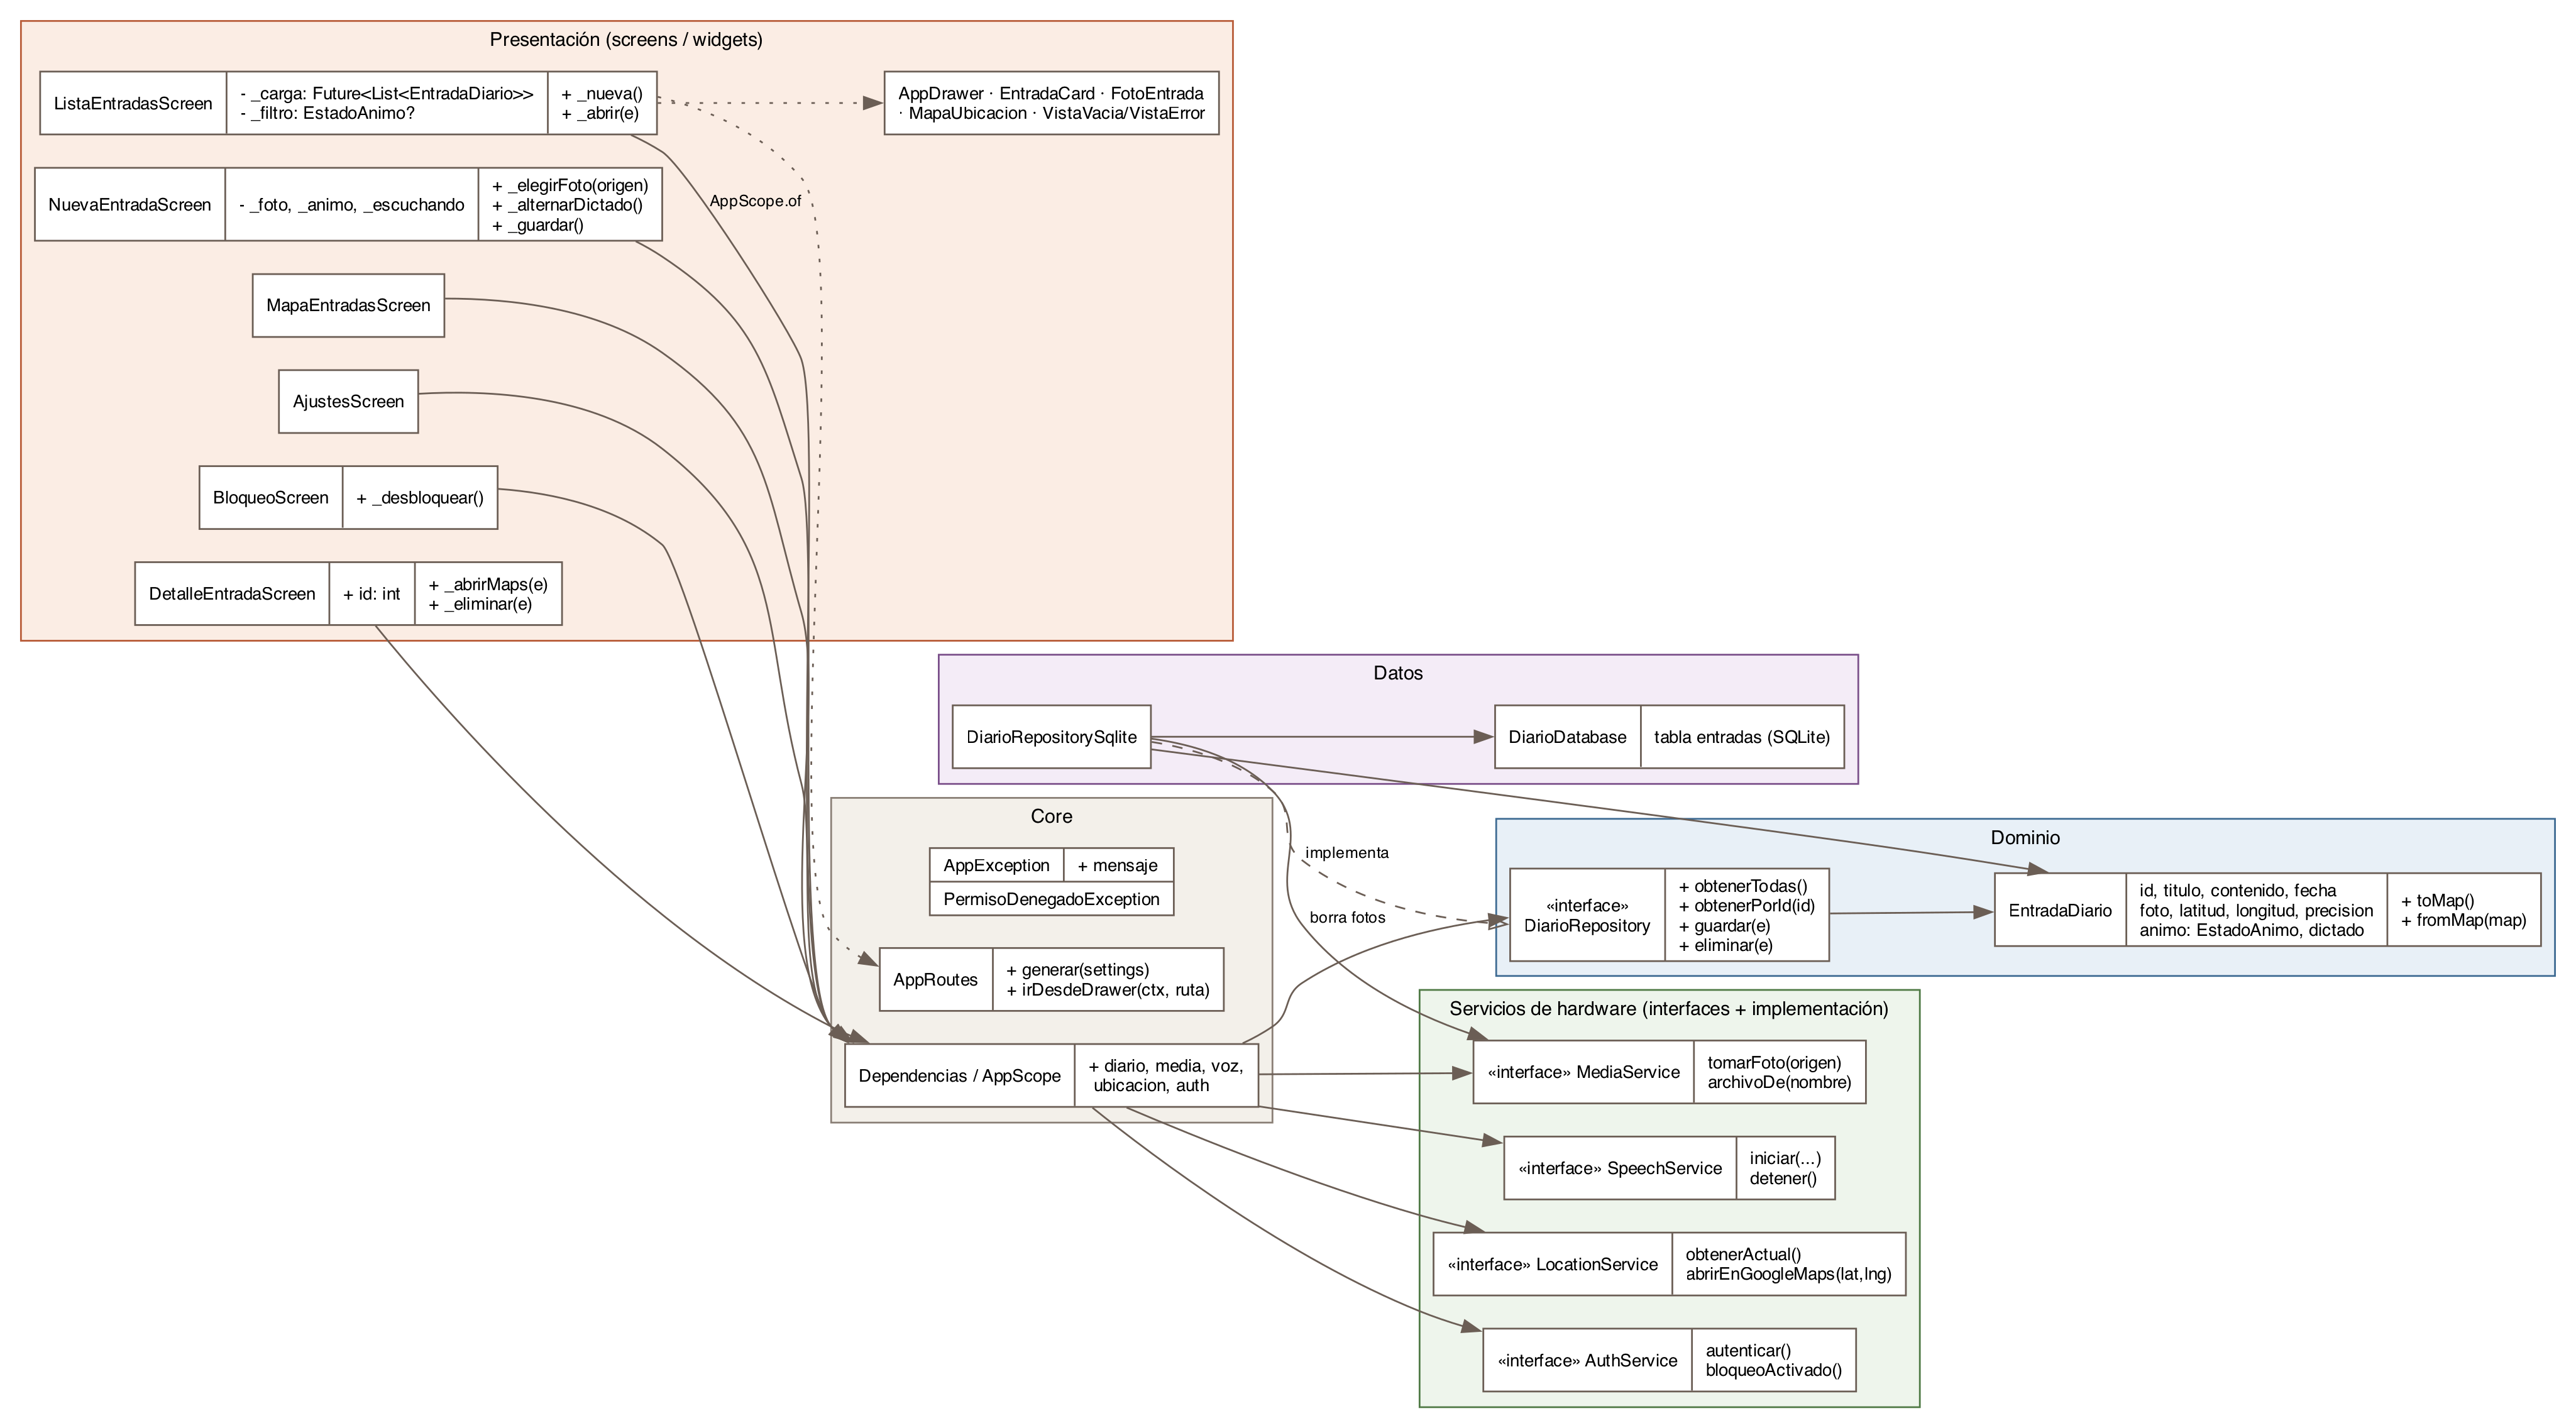 Presentación (screens / widgets)
ListaEntradasScreen
- _carga: Future<List<EntradaDiario>>
- _filtro: EstadoAnimo?
+ _nueva()
+ _abrir(e)
AppDrawer · EntradaCard · FotoEntrada
· MapaUbicacion · VistaVacia/VistaError
NuevaEntradaScreen
- _foto, _animo, _escuchando
+ _elegirFoto(origen)
+ _alternarDictado()
+ _guardar()
AppScope.of
MapaEntradasScreen
AjustesScreen
BloqueoScreen
+ _desbloquear()
DetalleEntradaScreen
+ id: int
+ _abrirMaps(e)
+ _eliminar(e)
Datos
DiarioRepositorySqlite
DiarioDatabase
tabla entradas (SQLite)
Core
AppException
+ mensaje
PermisoDenegadoException
AppRoutes
+ generar(settings)
+ irDesdeDrawer(ctx, ruta)
Dependencias / AppScope
+ diario, media, voz,
ubicacion, auth
implementa
borra fotos
Dominio
«interface»
DiarioRepository
+ obtenerTodas()
+ obtenerPorId(id)
+ guardar(e)
+ eliminar(e)
EntradaDiario
id, titulo, contenido, fecha
foto, latitud, longitud, precision
animo: EstadoAnimo, dictado
+ toMap()
+ fromMap(map)
Servicios de hardware (interfaces + implementación)
«interface» MediaService
tomarFoto(origen)
archivoDe(nombre)
«interface» SpeechService
iniciar(...)
detener()
«interface» LocationService
obtenerActual()
abrirEnGoogleMaps(lat,lng)
«interface» AuthService
autenticar()
bloqueoActivado()